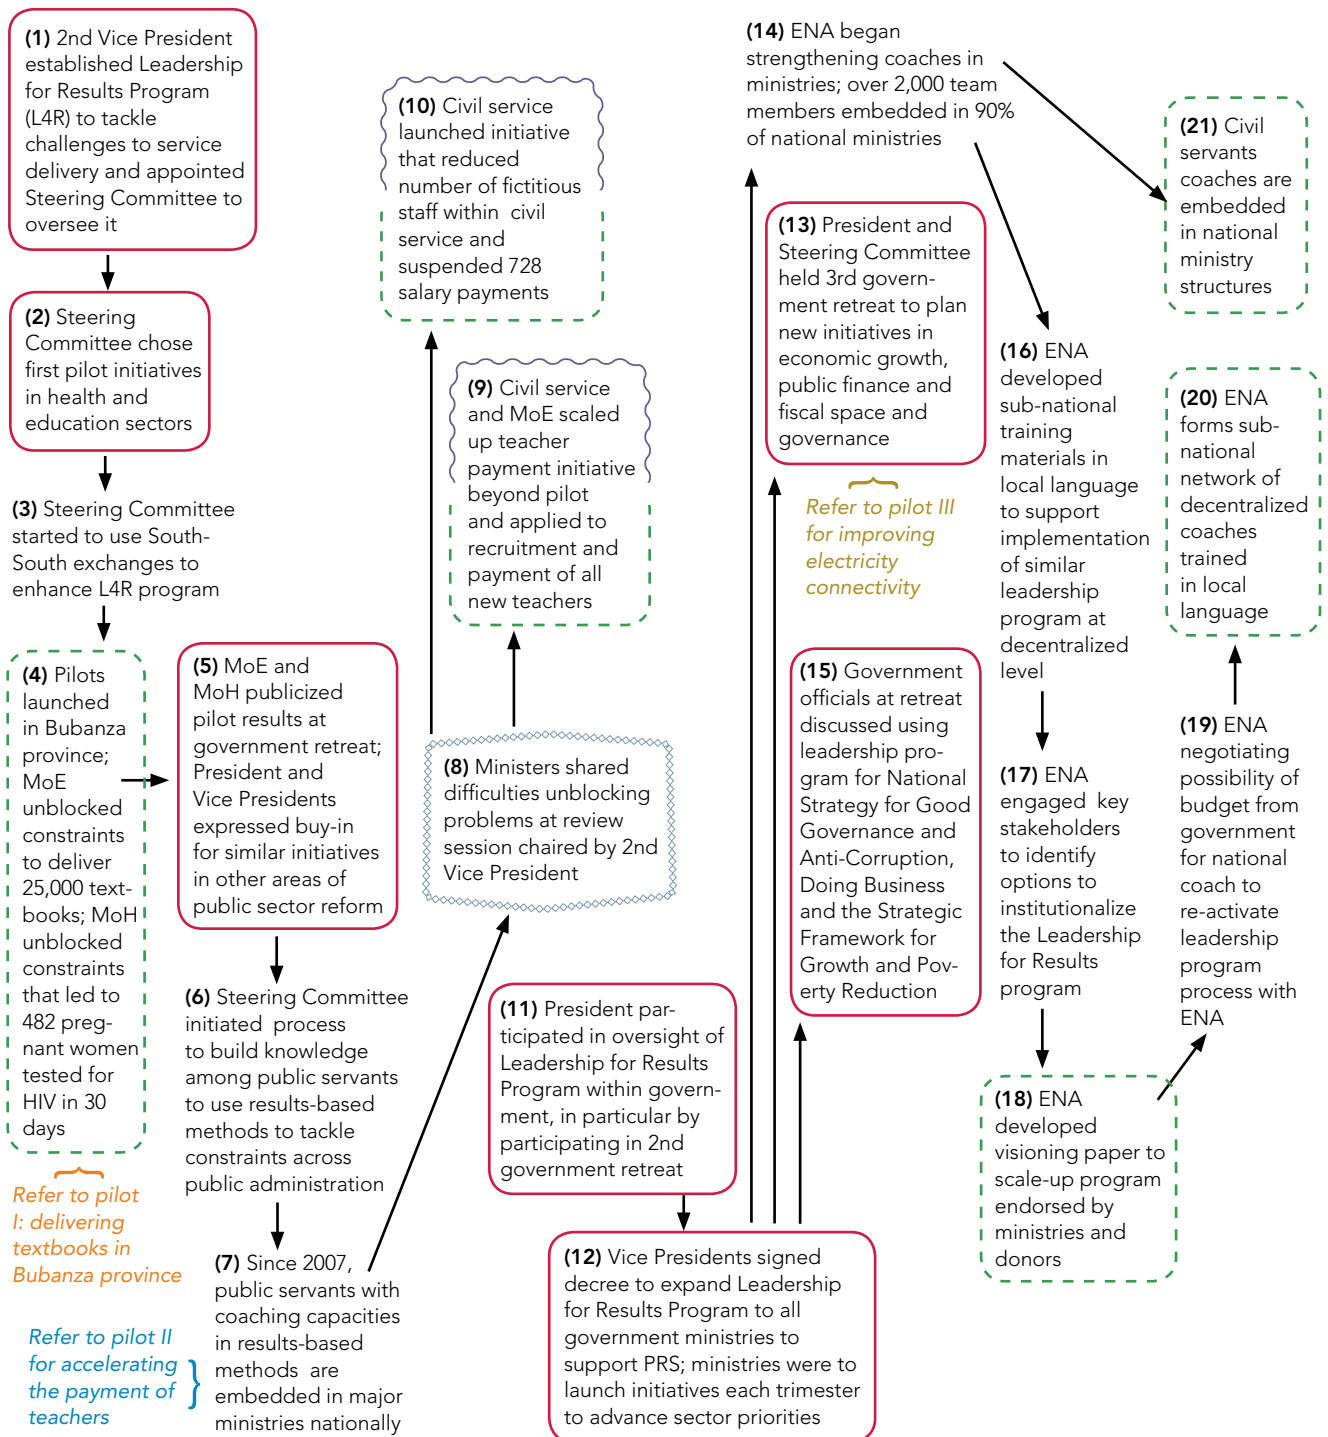 (1) 2nd Vice President
established Leadership
for Results Program
(L4R) to tackle
challenges to service
delivery and appointed
Steering Committee to
oversee it
(2) Steering
Committee chose
first pilot initiatives
in health and
education sectors
(3) Steering Committee
started to use South-
South exchanges to
enhance L4R program
(4) Pilots
launched
in Bubanza
province;
MoE
unblocked
constraints
to deliver
25,000 text-
books; MoH
unblocked
constraints
that led to
482 preg-
nant women
tested for
HIV in 30
days
Refer to pilot
I: delivering
textbooks in
Bubanza province
(5) MoE and
MoH publicized
pilot results at
government retreat;
President and
Vice Presidents
expressed buy-in
for similar initiatives
in other areas of
public sector reform
(6) Steering Committee
initiated process
to build knowledge
among public servants
to use results-based
methods to tackle
constraints across
public administration
(7) Since 2007,
public servants with
coaching capacities
in results-based
methods are
embedded in major
ministries nationally
Refer to pilot II
for accelerating
the payment of
teachers
(8) Ministers shared
difficulties unblocking
problems at review
session chaired by 2nd
Vice President
(9) Civil service
and MoE scaled
up teacher
payment initiative
beyond pilot
and applied to
recruitment and
payment of all
new teachers
(10) Civil service
launched initiative
that reduced
number of fictitious
staff within civil
service and
suspended 728
salary payments
(11) President par-
ticipated in oversight of
Leadership for Results
Program within govern-
ment, in particular by
participating in 2nd
government retreat
(12) Vice Presidents signed
decree to expand Leadership
for Results Program to all
government ministries to
support PRS; ministries were to
launch initiatives each trimester
to advance sector priorities
(13) President and
Steering Committee
held 3rd govern-
ment retreat to plan
new initiatives in
economic growth,
public finance and
fiscal space and
governance
Refer to pilot III
for improving
electricity
connectivity
(14) ENA began
strengthening coaches in
ministries; over 2,000 team
members embedded in 90%
of national ministries
(15) Government
officials at retreat
discussed using
leadership pro-
gram for National
Strategy for Good
Governance and
Anti-Corruption,
Doing Business
and the Strategic
Framework for
Growth and Pov-
erty Reduction
(16) ENA
developed
sub-national
training
materials in
local language
to support
implementation
of similar
leadership
program at
decentralized
level
(17) ENA
engaged key
stakeholders
to identify
options to
institutionalize
the Leadership
for Results
program
(18) ENA
developed
visioning paper to
scale-up program
endorsed by
ministries and
donors
(19) ENA
negotiating
possibility of
budget from
government
for national
coach to
re-activate
leadership
program
process with
ENA
(20) ENA
forms sub-
national
network of
decentralized
coaches
trained
in local
language
(21) Civil
servants
coaches are
embedded
in national
ministry
structures